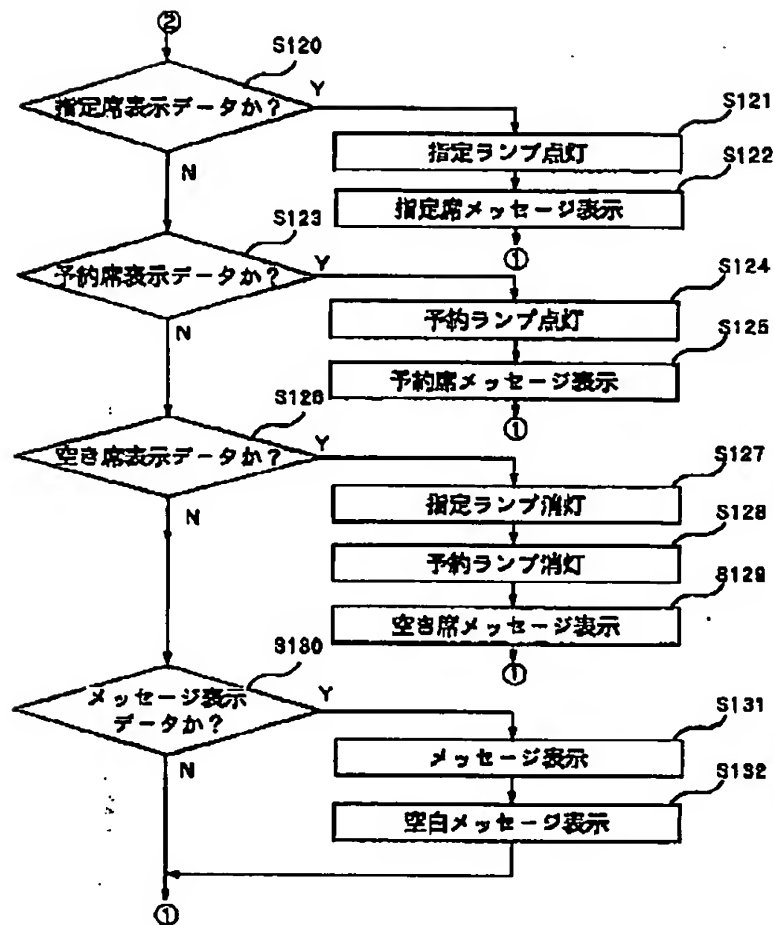 ②
S120
指定席表示データか?
Y
N
S121
指定ランプ点灯
S122
指定席メッセージ表示
①
S123
予約席表示データか?
Y
N
S124
予約ランプ点灯
S125
予約席メッセージ表示
①
S126
空き席表示データか?
Y
N
S127
指定ランプ消灯
S128
予約ランプ消灯
S129
空き席メッセージ表示
①
S130
メッセージ表示
データか?
Y
N
S131
メッセージ表示
S132
空白メッセージ表示
①